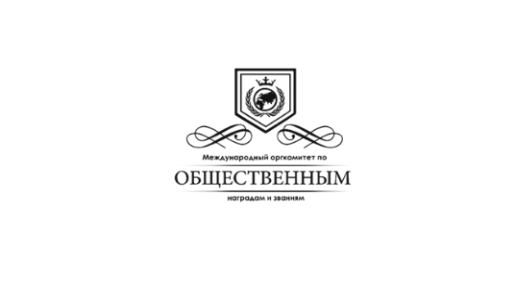 Международный оргкомитет по
ОБЩЕСТВЕННЫМ
наградам и званиям